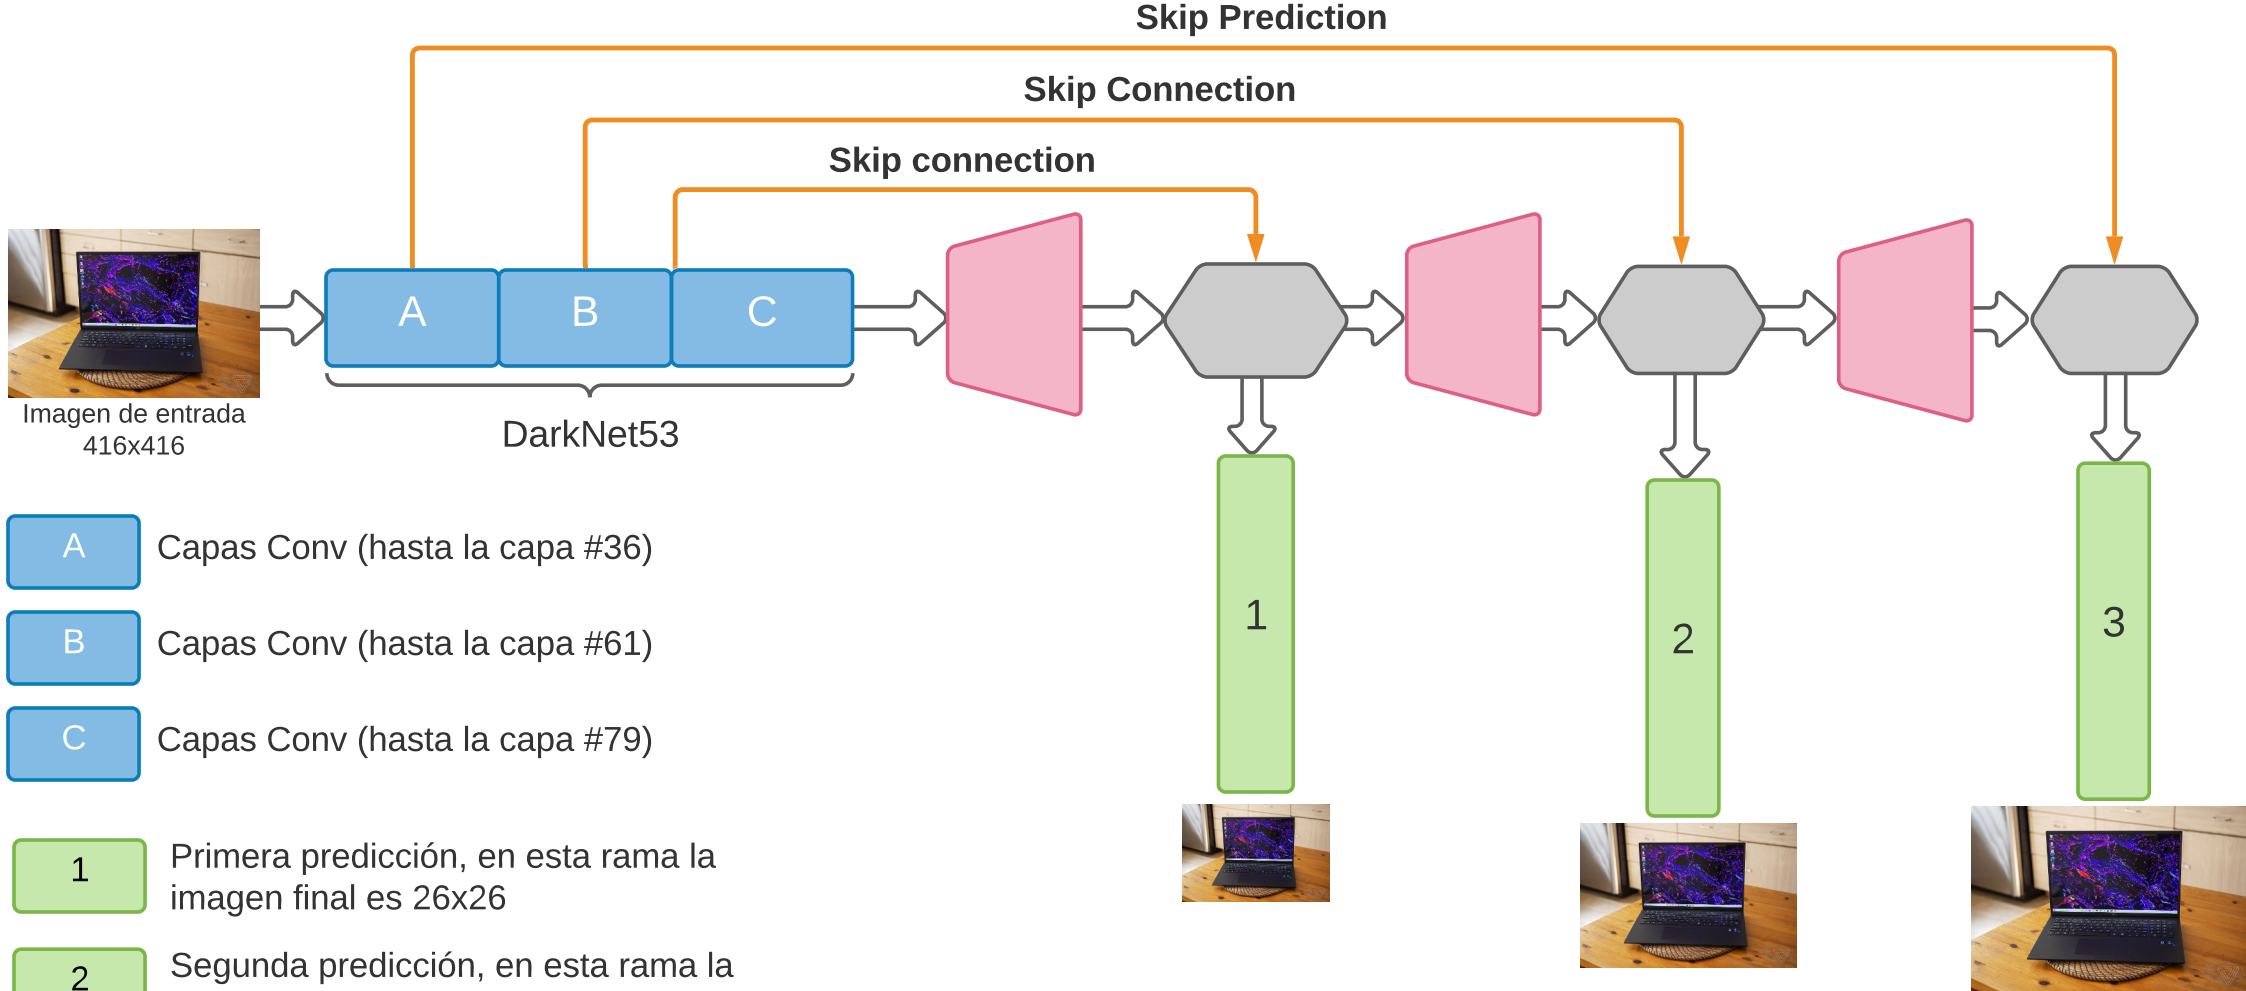 Skip Prediction
Skip Connection
Skip connection
A
B
C
Imagen de entrada
416x416
DarkNet53
A
Capas Conv (hasta la capa #36)
B
Capas Conv (hasta la capa #61)
C
Capas Conv (hasta la capa #79)
1
2
3
1
Primera predicción, en esta rama la
imagen final es 26x26
2
Segunda predicción, en esta rama la